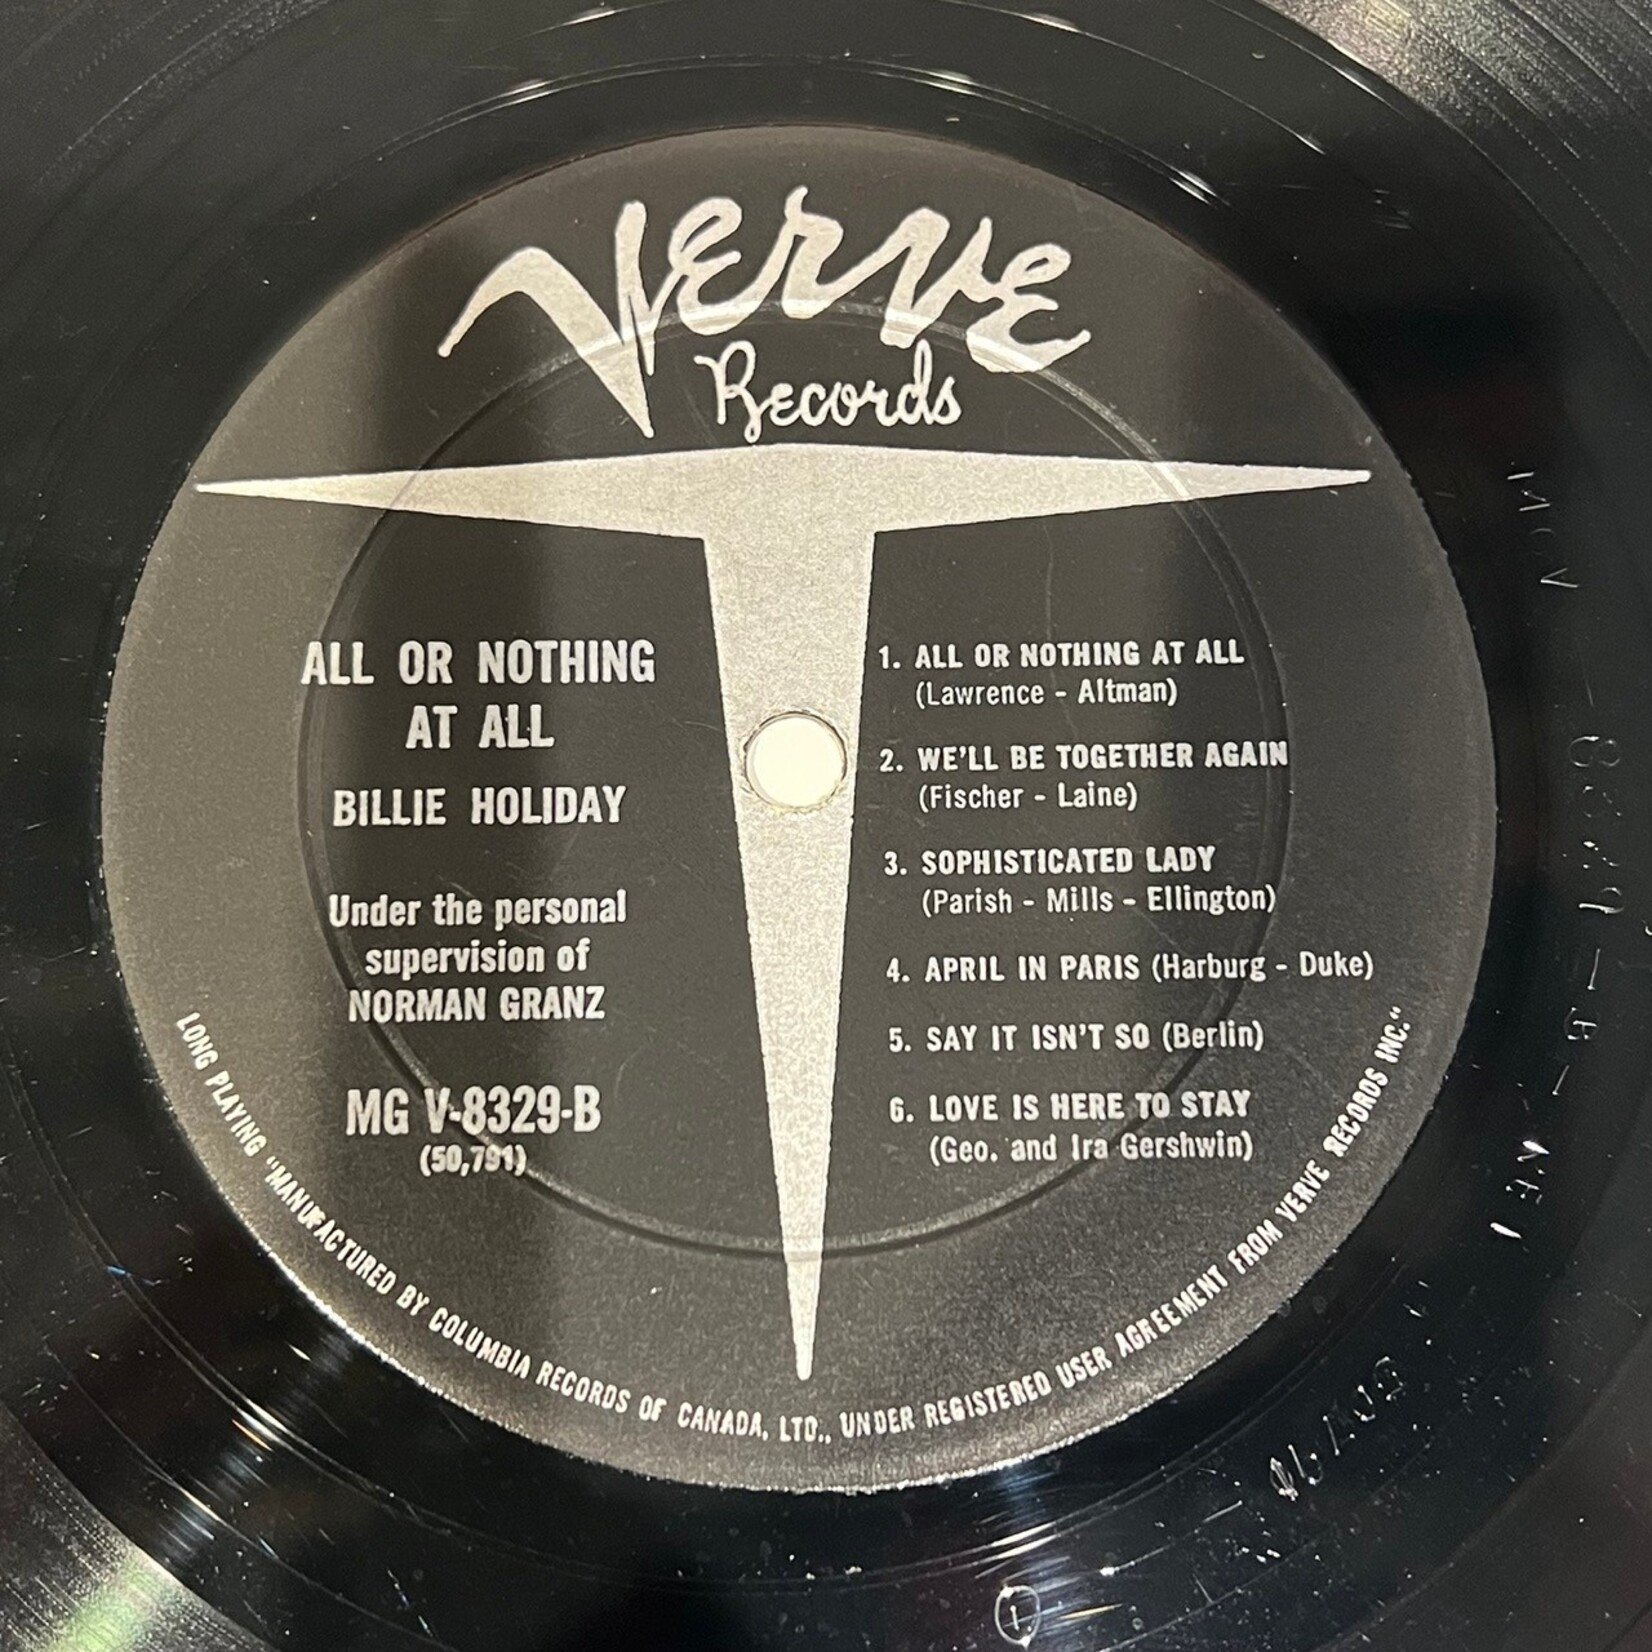 Verve
Records
ALL OR NOTHING
AT ALL
BILLIE HOLIDAY
Under the personal
supervision of
NORMAN GRANZ
MG V-8329-B
(50,791)
1. ALL OR NOTHING AT ALL
(Lawrence - Altman)
2. WE'LL BE TOGETHER AGAIN
(Fischer - Laine)
3. SOPHISTICATED LADY
(Parish - Mills - Ellington)
4. APRIL IN PARIS (Harburg - Duke)
5. SAY IT ISN'T SO (Berlin)
6. LOVE IS HERE TO STAY
(Geo. and Ira Gershwin)
LONG PLAYING "MANUFACTURED BY COLUMBIA RECORDS OF CANADA, LTD., UNDER REGISTERED USER AGREEMENT FROM VERVE RECORDS INC."